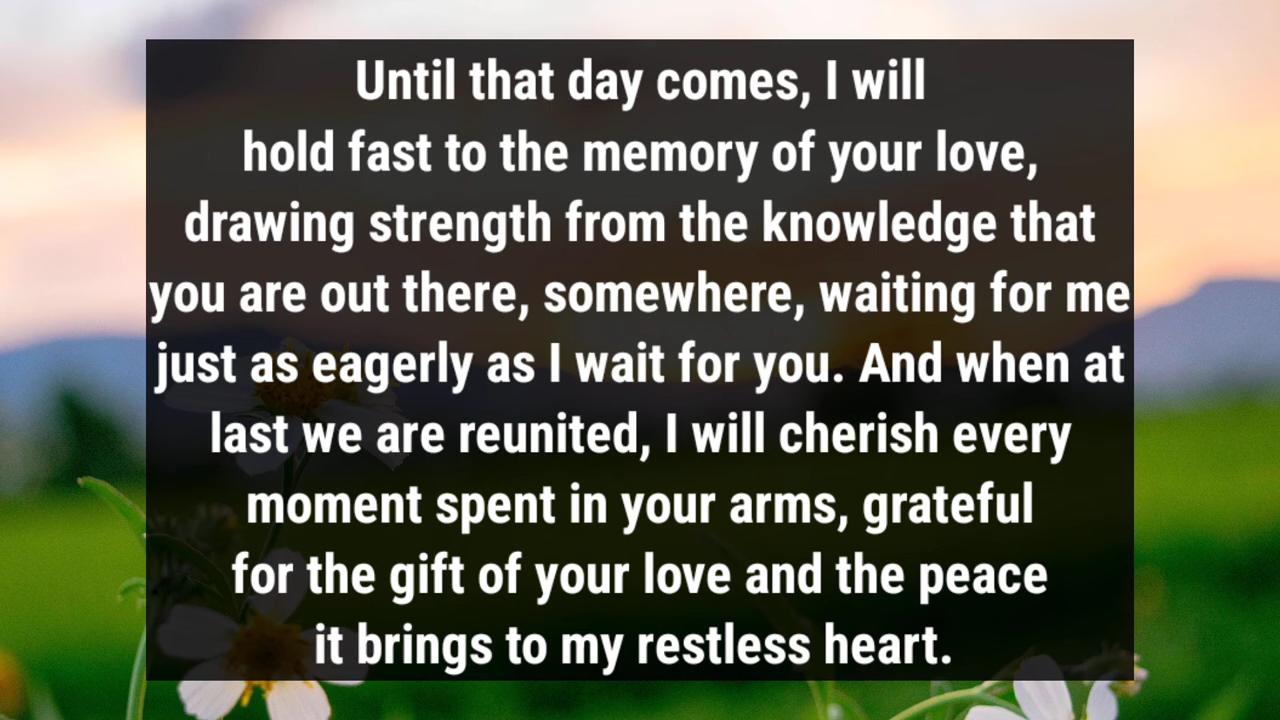 Until that day comes, I will
hold fast to the memory of your love,
drawing strength from the knowledge that
you are out there, somewhere, waiting for me
just as eagerly as I wait for you. And when at
last we are reunited, I will cherish every
moment spent in your arms, grateful
for the gift of your love and the peace
it brings to my restless heart.